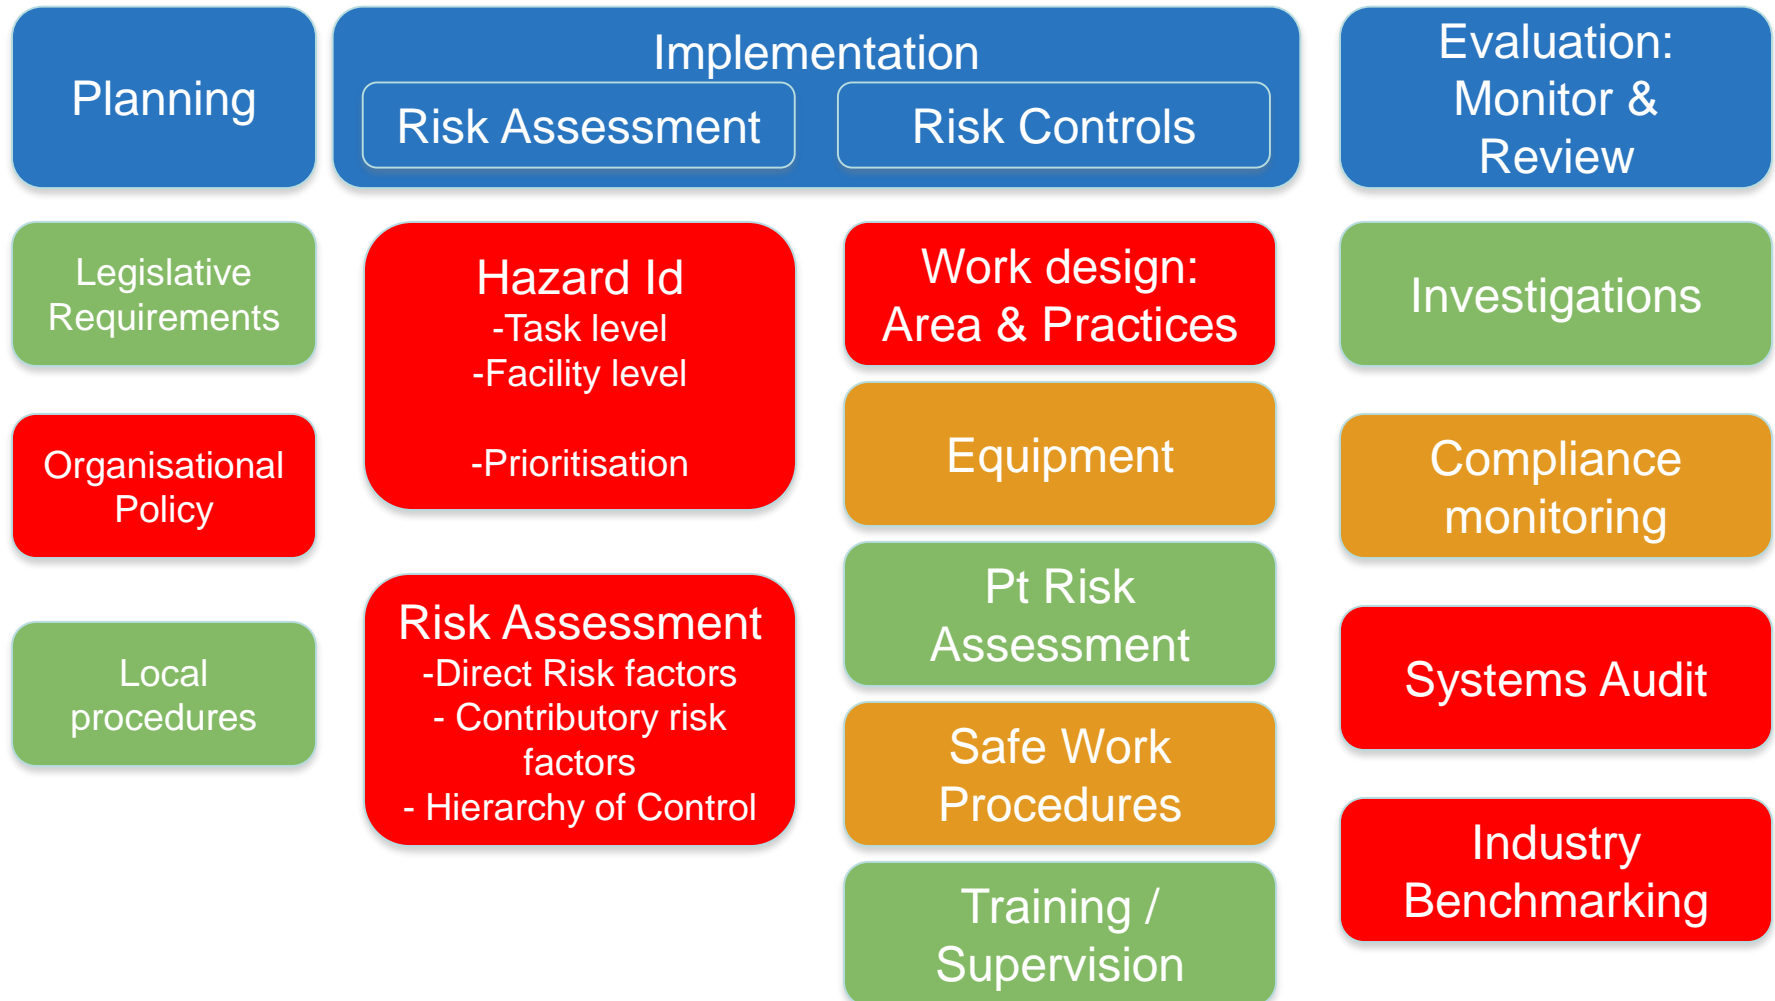 Planning
Implementation
Risk Assessment
Risk Controls
Evaluation:
Monitor &
Review
Legislative
Requirements
Organisational
Policy
Local
procedures
Hazard Id
-Task level
-Facility level
-Prioritisation
Risk Assessment
-Direct Risk factors
- Contributory risk
factors
- Hierarchy of Control
Work design:
Area & Practices
Equipment
Pt Risk
Assessment
Safe Work
Procedures
Training /
Supervision
Investigations
Compliance
monitoring
Systems Audit
Industry
Benchmarking